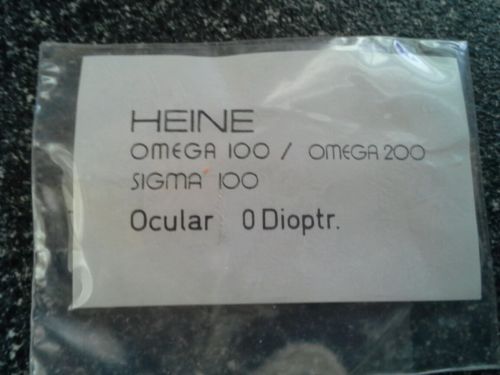 HEINE
OMEGA 100 / OMEGA 200
SIGMA 100
Ocular 0 Dioptr.